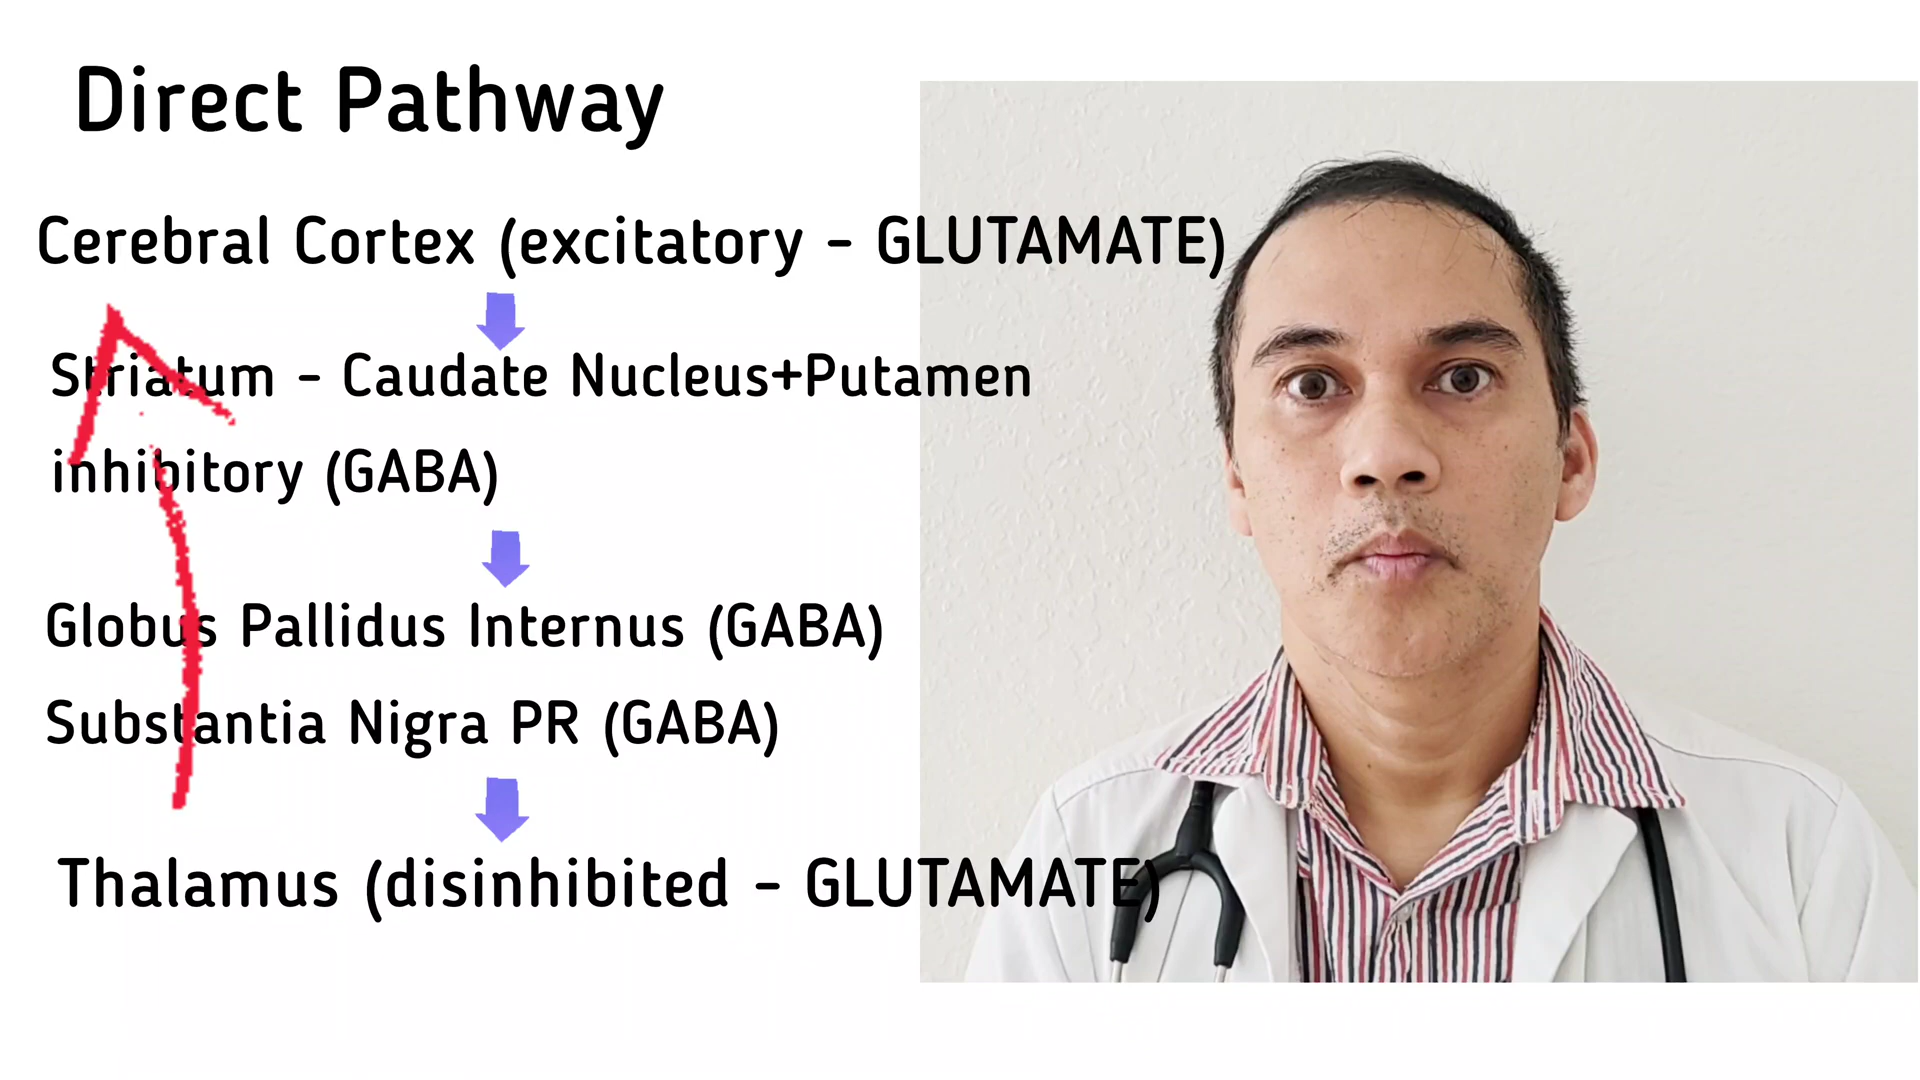 Direct Pathway
Cerebral Cortex (excitatory - GLUTAMATE)
Striatum - Caudate Nucleus+Putamen
inhibitory (GABA)
Globus Pallidus Internus (GABA)
Substantia Nigra PR (GABA)
Thalamus (disinhibited - GLUTAMATE)